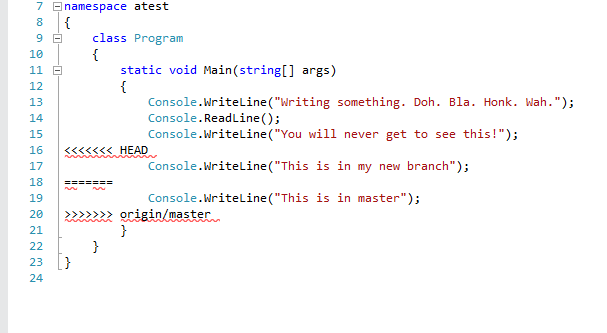 7 namespace atest
8 {
9 class Program
10 {
11 static void Main(string[] args)
12 {
13 Console.WriteLine("Writing something. Doh. Bla. Honk. Wah.");
14 Console.ReadLine();
15 Console.WriteLine("You will never get to see this!");
16 <<<<<<< HEAD
17 Console.WriteLine("This is in my new branch");
18 =======
19 Console.WriteLine("This is in master");
20 >>>>>>> origin/master
21 }
22 }
23 }
24